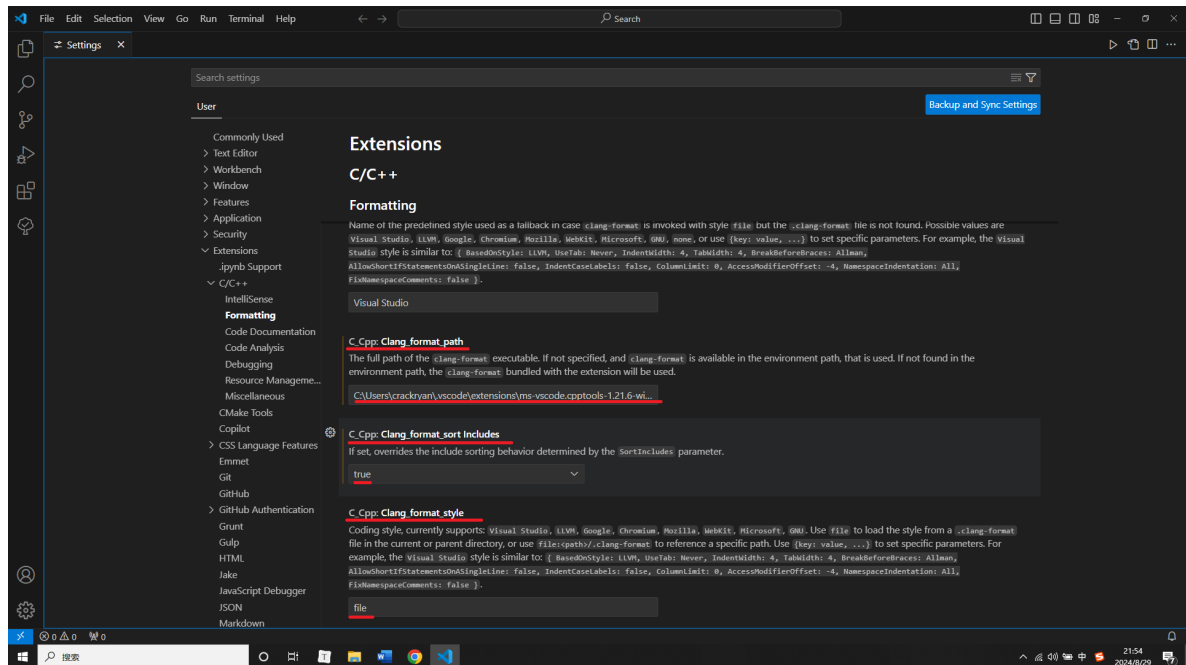 File Edit Selection View Go Run Terminal Help
Search
Settings
Search settings
User
Backup and Sync Settings
Commonly Used
Text Editor
Workbench
Window
Features
Application
Security
Extensions
.ipynb Support
C/C++
IntelliSense
Formatting
Code Documentation
Code Analysis
Debugging
Resource Manageme...
Miscellaneous
CMake Tools
Copilot
CSS Language Features
Emmet
Git
GitHub
GitHub Authentication
Grunt
Gulp
HTML
Jake
JavaScript Debugger
JSON
Markdown
Extensions
C/C++
Formatting
Name of the predefined style used as a fallback in case clang-format is invoked with style file but the .clang-format file is not found. Possible values are
Visual Studio, LLVM, Google, Chromium, Mozilla, WebKit, Microsoft, GNU, none, or use {key: value, ...} to set specific parameters. For example, the Visual
Studio style is similar to: { BasedOnStyle: LLVM, UseTab: Never, IndentWidth: 4, TabWidth: 4, BreakBeforeBraces: Allman,
AllowShortIfStatementsOnASingleLine: false, IndentCaseLabels: false, ColumnLimit: 0, AccessModifierOffset: -4, NamespaceIndentation: All,
FixNamespaceComments: false }.
Visual Studio
C_Cpp: Clang_format_path
The full path of the clang-format executable. If not specified, and clang-format is available in the environment path, that is used. If not found in the
environment path, the clang-format bundled with the extension will be used.
C:\Users\crackryan\.vscode\extensions\ms-vscode.cpptools-1.21.6-wi...
C_Cpp: Clang_format_sort Includes
If set, overrides the include sorting behavior determined by the SortIncludes parameter.
true
C_Cpp: Clang_format_style
Coding style, currently supports: Visual Studio, LLVM, Google, Chromium, Mozilla, WebKit, Microsoft, GNU. Use file to load the style from a .clang-format
file in the current or parent directory, or use file:<path>/.clang-format to reference a specific path. Use {key: value, ...} to set specific parameters. For
example, the Visual Studio style is similar to: { BasedOnStyle: LLVM, UseTab: Never, IndentWidth: 4, TabWidth: 4, BreakBeforeBraces: Allman,
AllowShortIfStatementsOnASingleLine: false, IndentCaseLabels: false, ColumnLimit: 0, AccessModifierOffset: -4, NamespaceIndentation: All,
FixNamespaceComments: false }.
file
0 0 0
搜索
中
21:54
2024/8/29